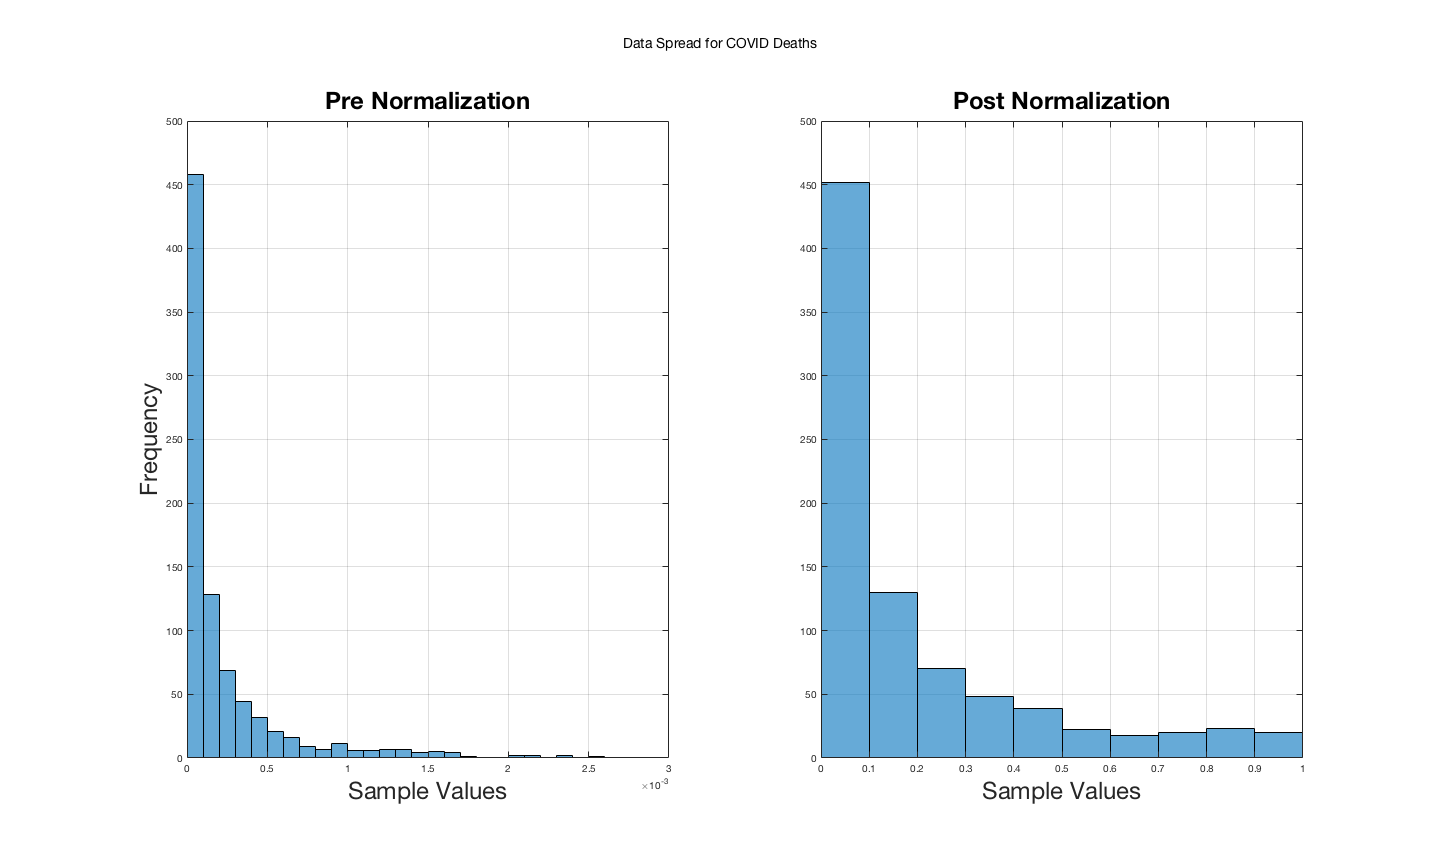 Data Spread for COVID Deaths
Pre Normalization
500
450
400
350
300
250
200
150
100
50
0
Frequency
0 0.5 1 1.5 2 2.5 3
×10⁻³
Sample Values
Post Normalization
500
450
400
350
300
250
200
150
100
50
0
0 0.1 0.2 0.3 0.4 0.5 0.6 0.7 0.8 0.9 1
Sample Values